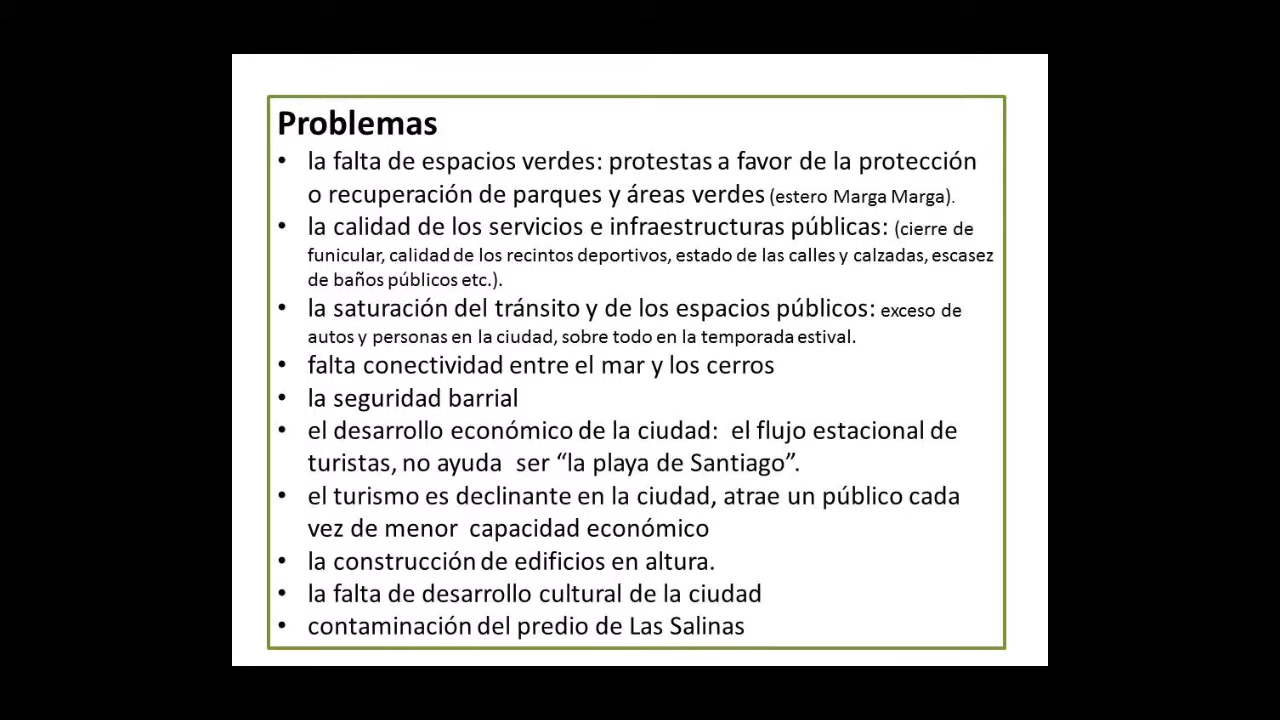 Problemas
• la falta de espacios verdes: protestas a favor de la protección
o recuperación de parques y áreas verdes (estero Marga Marga).
• la calidad de los servicios e infraestructuras públicas: (cierre de
funicular, calidad de los recintos deportivos, estado de las calles y calzadas, escasez
de baños públicos etc.).
• la saturación del tránsito y de los espacios públicos: exceso de
autos y personas en la ciudad, sobre todo en la temporada estival.
• falta conectividad entre el mar y los cerros
• la seguridad barrial
• el desarrollo económico de la ciudad: el flujo estacional de
turistas, no ayuda ser “la playa de Santiago”.
• el turismo es declinante en la ciudad, atrae un público cada
vez de menor capacidad económico
• la construcción de edificios en altura.
• la falta de desarrollo cultural de la ciudad
• contaminación del predio de Las Salinas